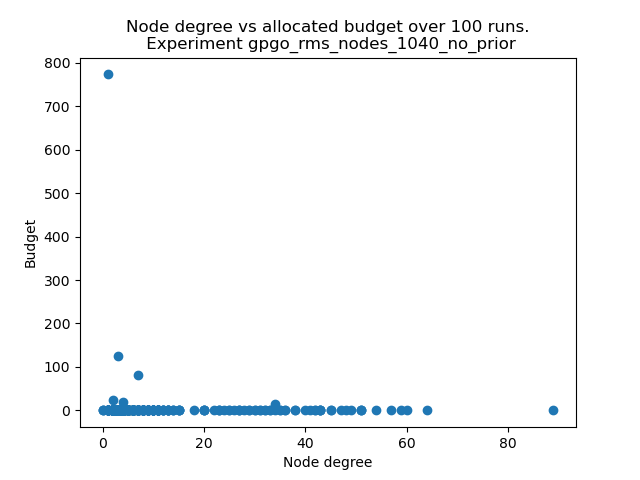 Node degree vs allocated budget over 100 runs.
Experiment gpgo_rms_nodes_1040_no_prior
800
700
600
500
400
300
200
100
0
Budget
0 20 40 60 80
Node degree